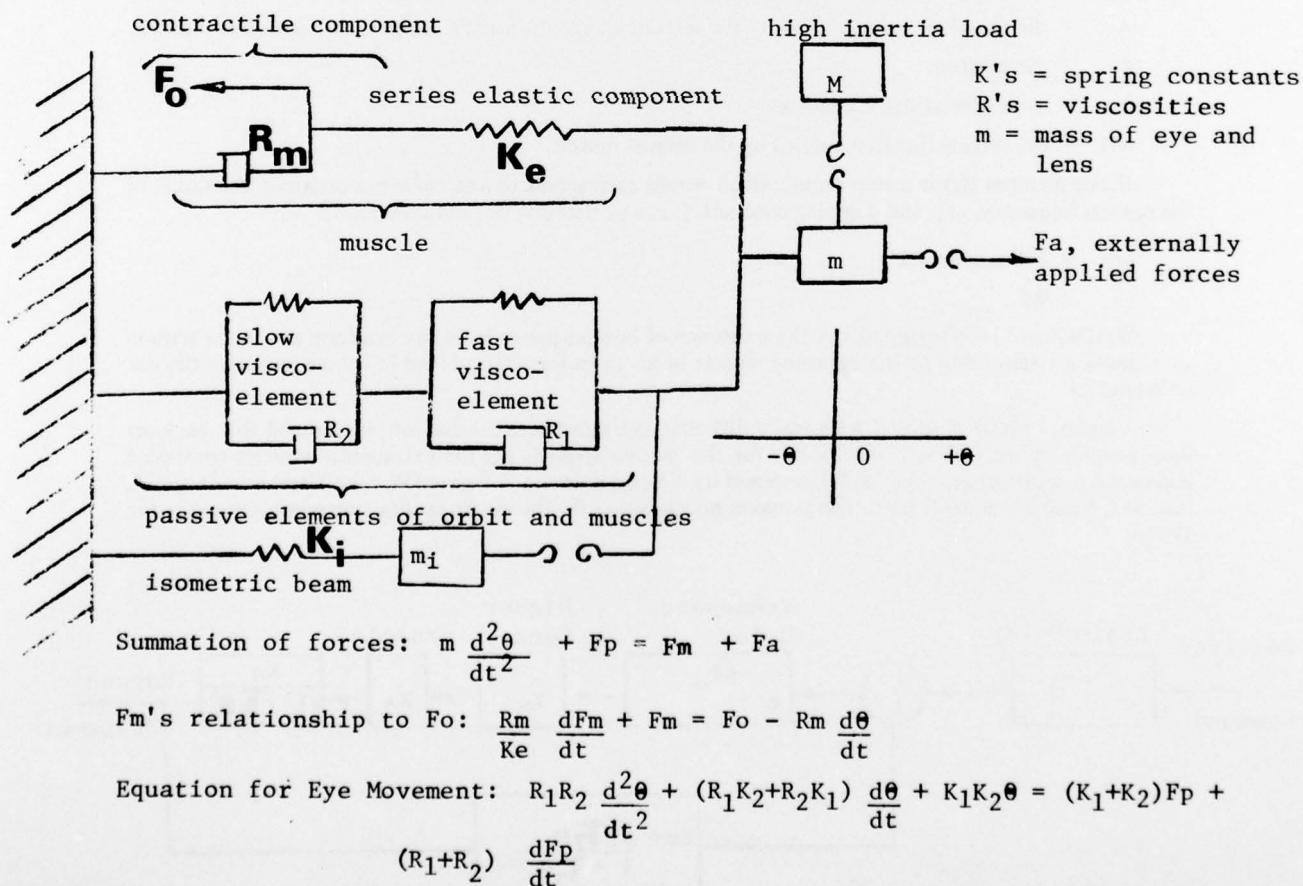 contractile component
high inertia load
Fo
M
K's = spring constants
R's = viscosities
m = mass of eye and
lens
series elastic component
Rm
Ke
muscle
m
Fa, externally
applied forces
slow
visco-
element
R2
fast
visco-
element
R1
-θ 0 +θ
passive elements of orbit and muscles
Ki
mi
isometric beam
Summation of forces: m d²θ/dt² + Fp = Fm + Fa
Fm's relationship to Fo: Rm/Ke dFm/dt + Fm = Fo - Rm dθ/dt
Equation for Eye Movement: R1R2 d²θ/dt² + (R1K2+R2K1) dθ/dt + K1K2θ = (K1+K2)Fp +
(R1+R2) dFp/dt